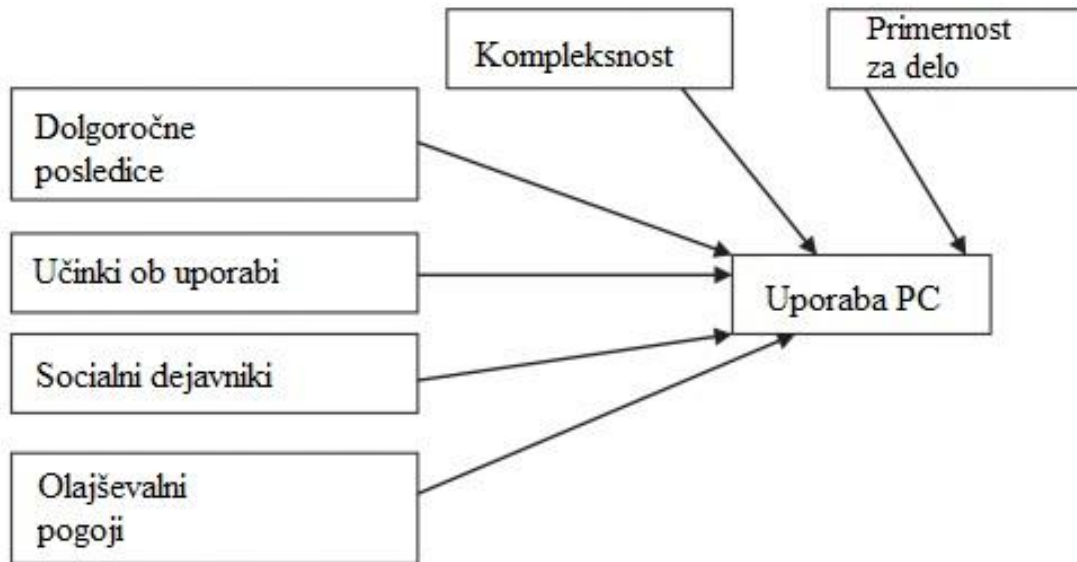 Kompleksnost
Primernost
za delo
Dolgoročne
posledice
Učinki ob uporabi
Uporaba PC
Socialni dejavniki
Olajševalni
pogoji